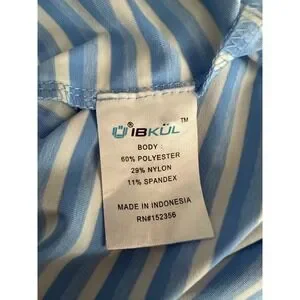 IBKÜL™
BODY :
60% POLYESTER
29% NYLON
11% SPANDEX
MADE IN INDONESIA
RN#152356